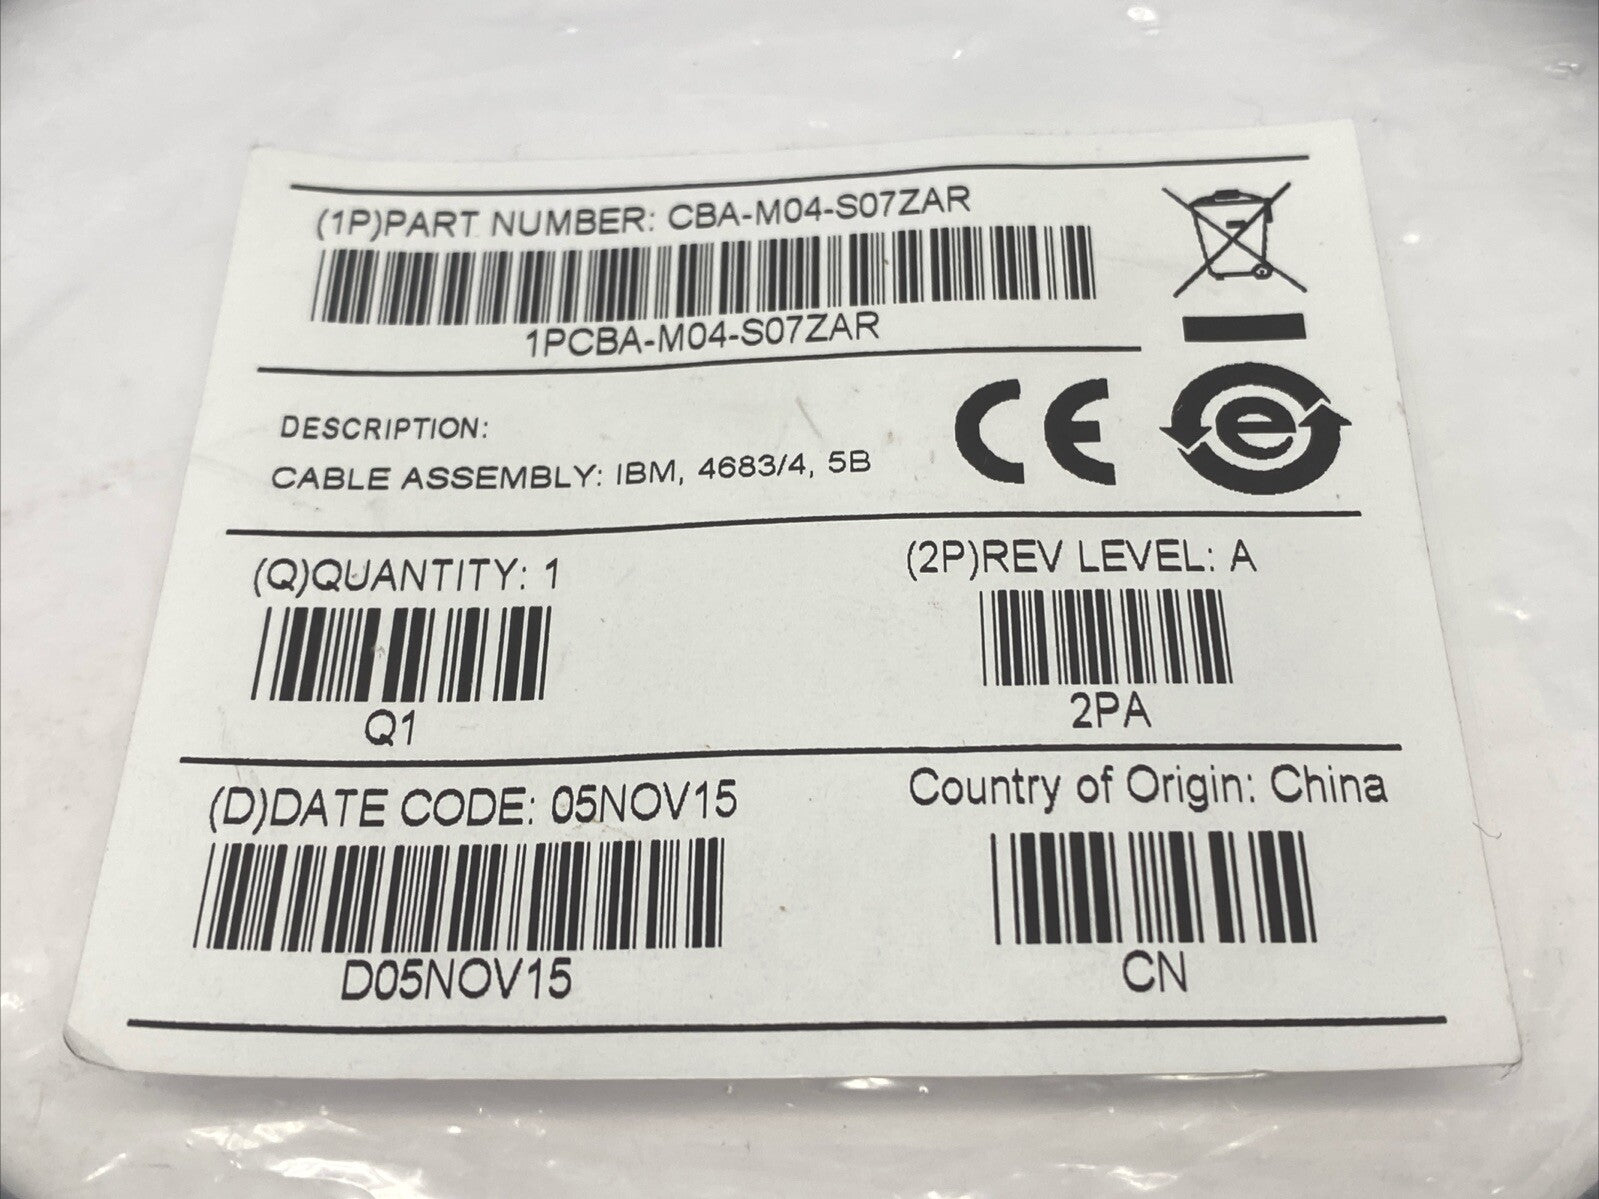 (1P)PART NUMBER: CBA-M04-S07ZAR
1PCBA-M04-S07ZAR
DESCRIPTION:
CABLE ASSEMBLY: IBM, 4683/4, 5B
CE
e
(Q)QUANTITY: 1
Q1
(2P)REV LEVEL: A
2PA
(D)DATE CODE: 05NOV15
D05NOV15
Country of Origin: China
CN